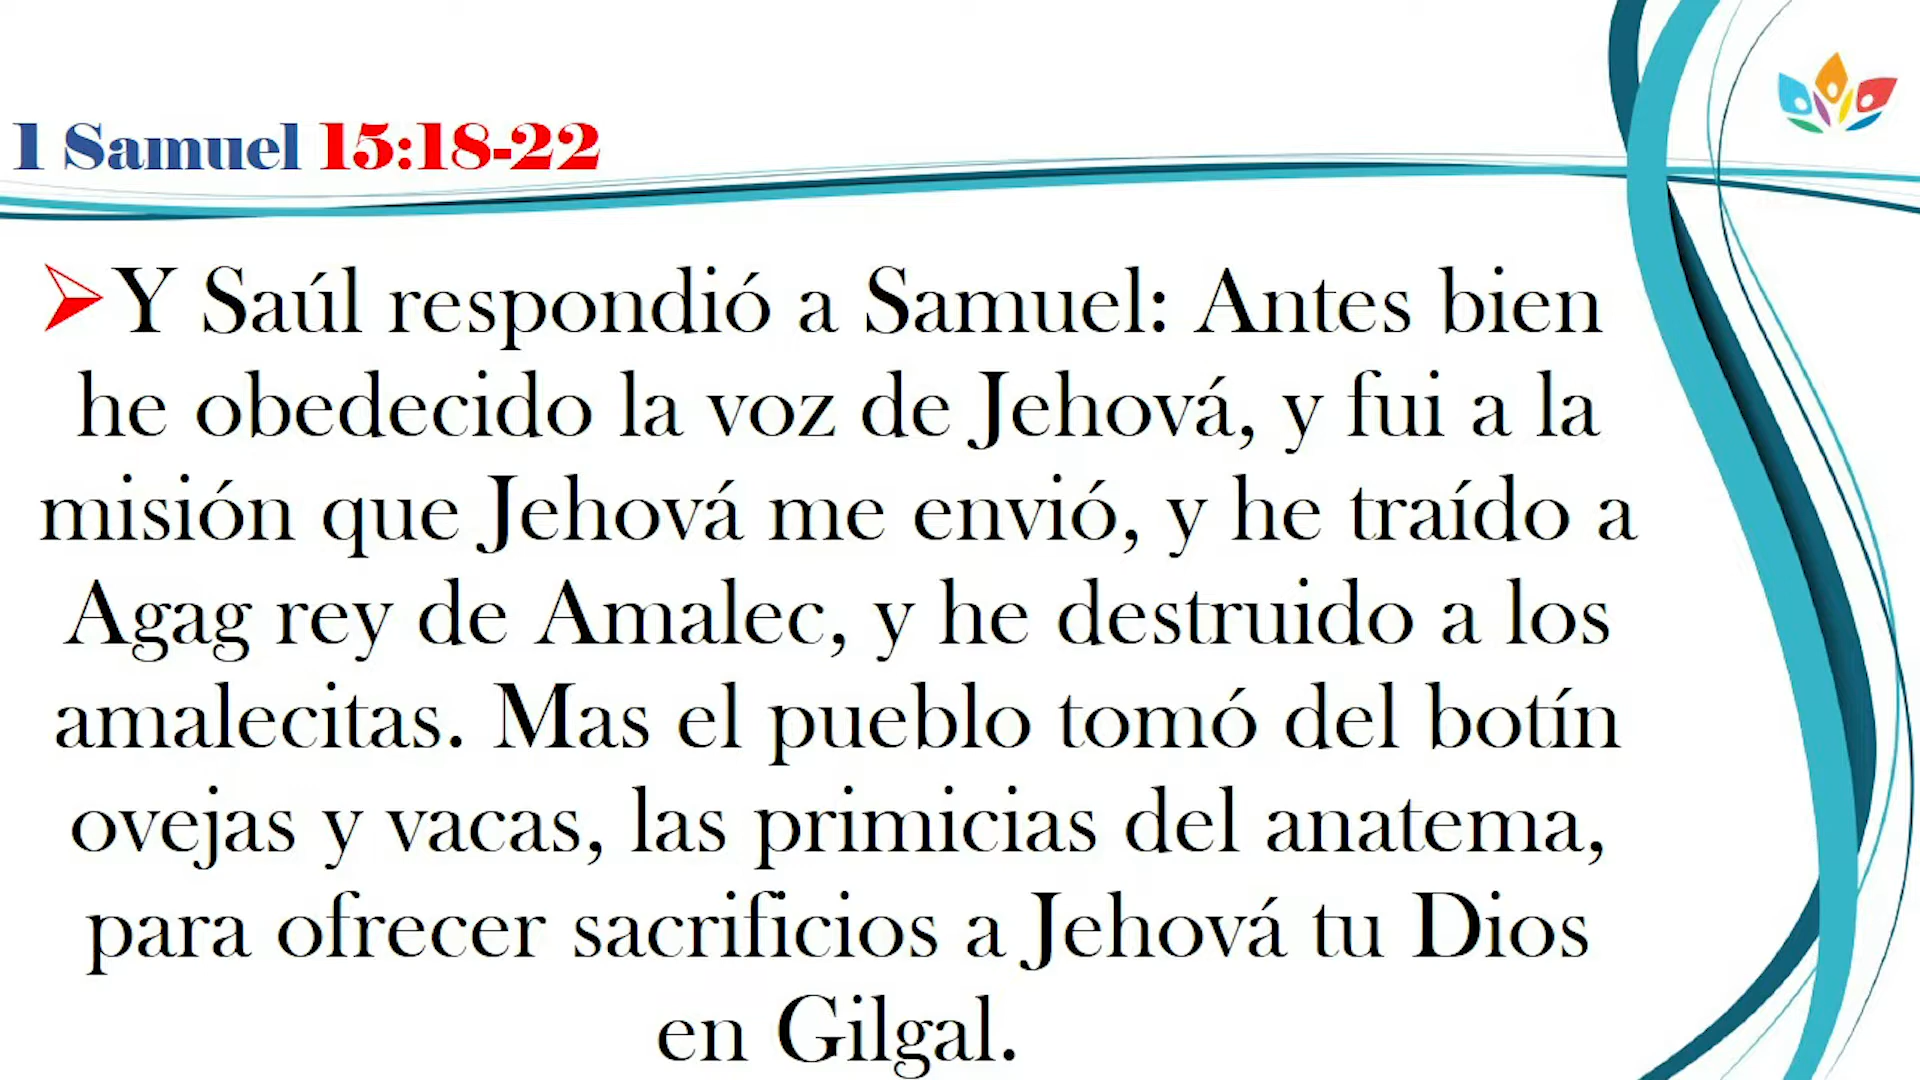 1 Samuel 15:18-22
Y Saúl respondió a Samuel: Antes bien
he obedecido la voz de Jehová, y fui a la
misión que Jehová me envió, y he traído a
Agag rey de Amalec, y he destruido a los
amalecitas. Mas el pueblo tomó del botín
ovejas y vacas, las primicias del anatema,
para ofrecer sacrificios a Jehová tu Dios
en Gilgal.